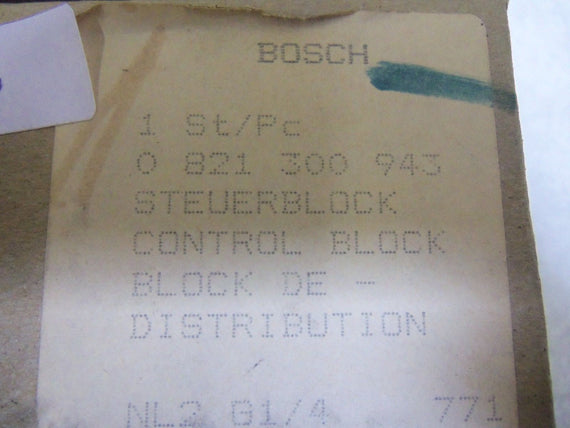 BOSCH
1 St/Pc
0 821 300 943
STEUERBLOCK
CONTROL BLOCK
BLOCK DE -
DISTRIBUTION
NL2 G1/4 771